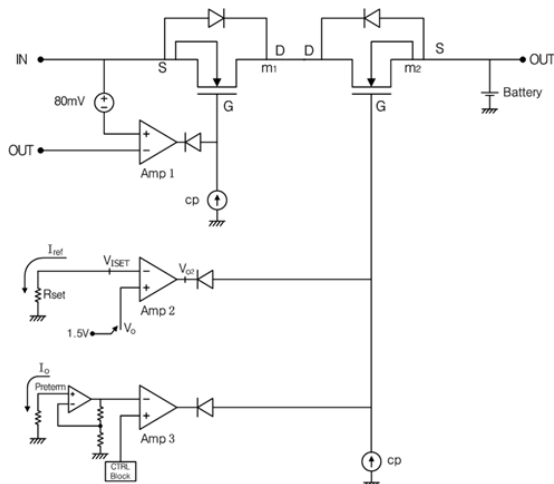 IN
S
D
D
S
OUT
m1
m2
G
G
80mV
Battery
OUT
Amp 1
cp
Iref
VISET
Vo2
Rset
Amp 2
1.5V
Vo
Io
Preterm
Amp 3
CTRL
Block
cp